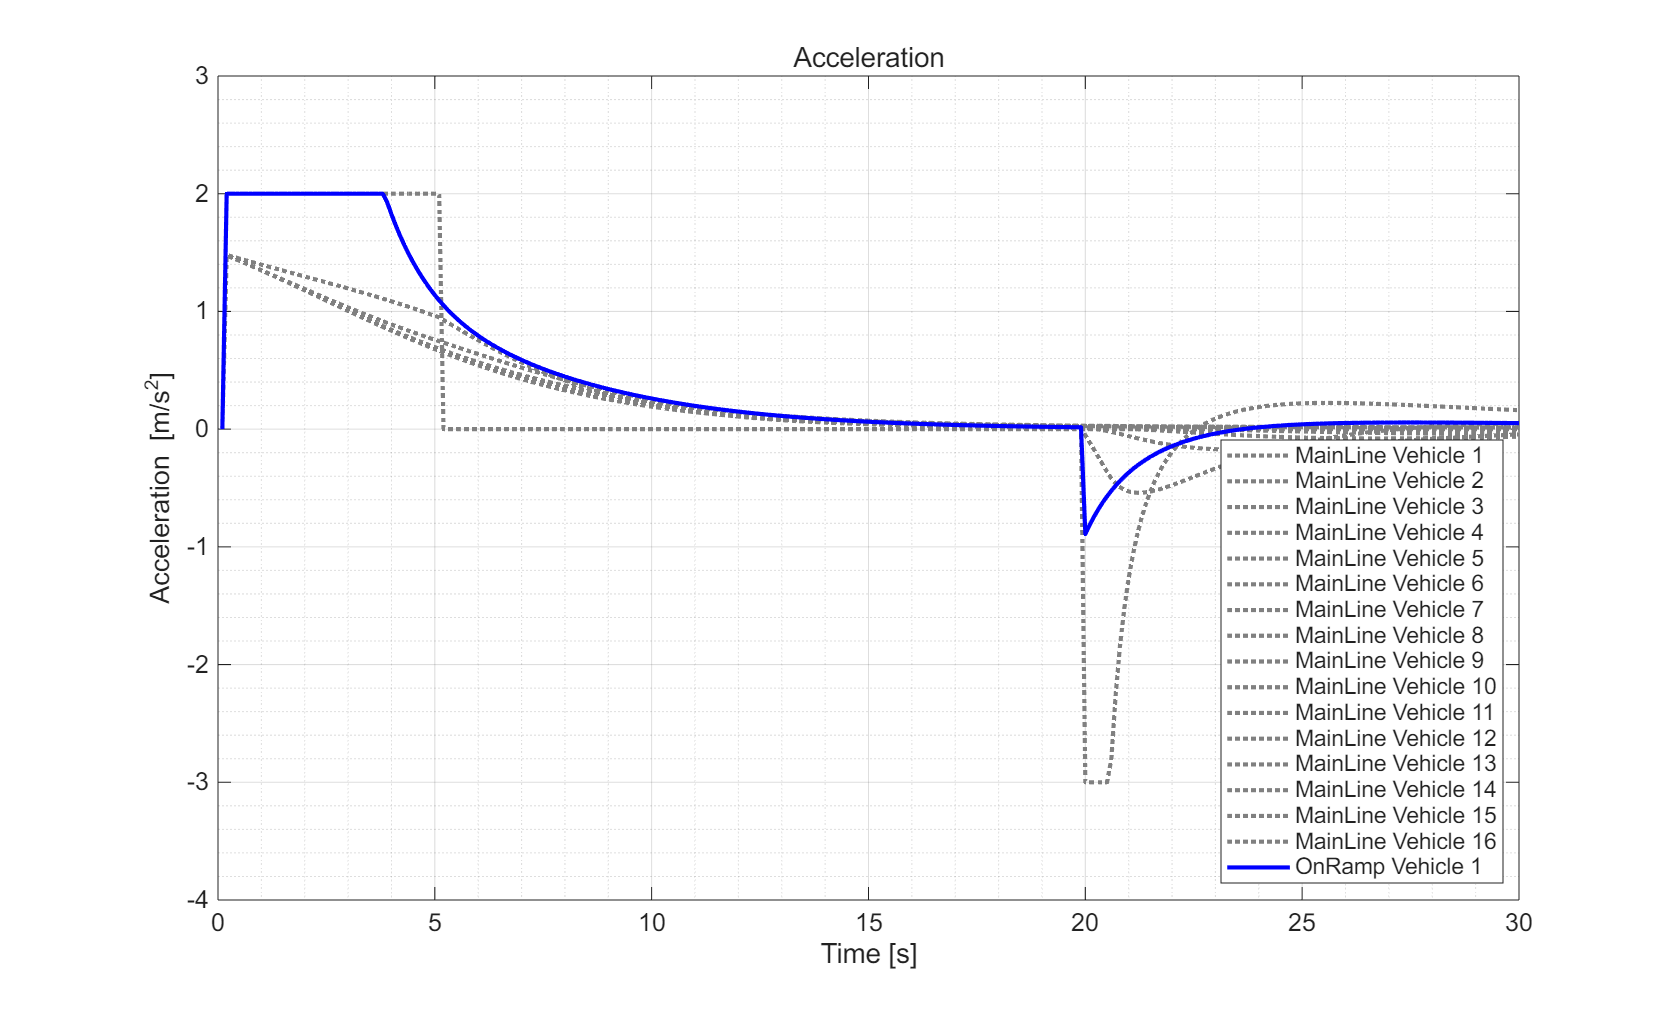 Acceleration
3
2
1
0
-1
-2
-3
-4
Acceleration [m/s²]
0 5 10 15 20 25 30
Time [s]
MainLine Vehicle 1
MainLine Vehicle 2
MainLine Vehicle 3
MainLine Vehicle 4
MainLine Vehicle 5
MainLine Vehicle 6
MainLine Vehicle 7
MainLine Vehicle 8
MainLine Vehicle 9
MainLine Vehicle 10
MainLine Vehicle 11
MainLine Vehicle 12
MainLine Vehicle 13
MainLine Vehicle 14
MainLine Vehicle 15
MainLine Vehicle 16
OnRamp Vehicle 1